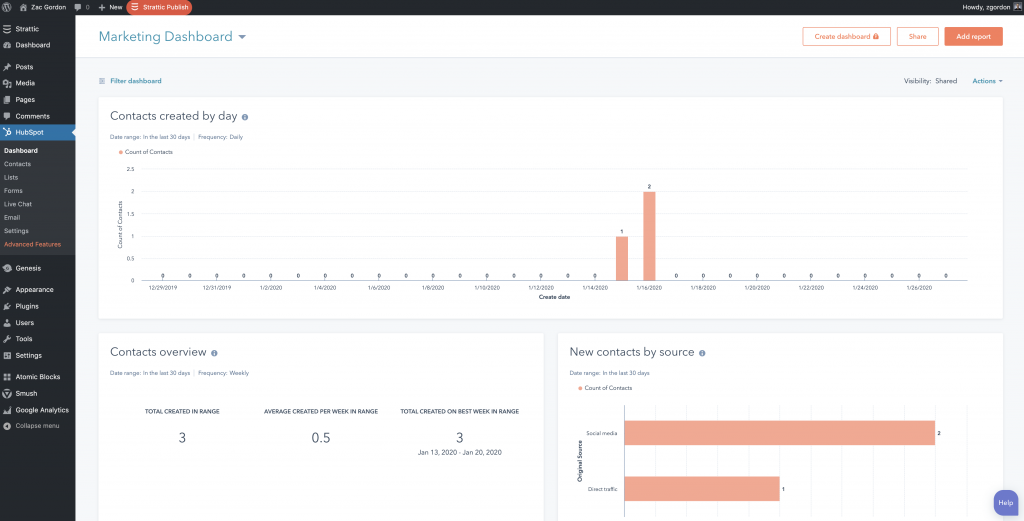 Zac Gordon 0 New Strattic Publish Howdy, zgordon
Strattic
Dashboard
Posts
Media
Pages
Comments
HubSpot
Dashboard
Contacts
Lists
Forms
Live Chat
Email
Settings
Advanced Features
Genesis
Appearance
Plugins
Users
Tools
Settings
Atomic Blocks
Smush
Google Analytics
Collapse menu
Marketing Dashboard
Create dashboard Share Add report
Filter dashboard Visibility: Shared Actions
Contacts created by day
Date range: In the last 30 days | Frequency: Daily
Count of Contacts
2.5
2
1.5
1
0.5
0
Count of Contacts
0 0 0 0 0 0 0 0 0 0 0 0 0 0 0 0 0 1 2 0 0 0 0 0 0 0 0 0 0 0
12/29/2019 12/31/2019 1/2/2020 1/4/2020 1/6/2020 1/8/2020 1/10/2020 1/12/2020 1/14/2020 1/16/2020 1/18/2020 1/20/2020 1/22/2020 1/24/2020 1/26/2020
Create date
Contacts overview
Date range: In the last 30 days | Frequency: Weekly
TOTAL CREATED IN RANGE AVERAGE CREATED PER WEEK IN RANGE TOTAL CREATED ON BEST WEEK IN RANGE
3 0.5 3
Jan 13, 2020 - Jan 20, 2020
New contacts by source
Date range: In the last 30 days
Count of Contacts
Original Source
Social media 2
Direct traffic 1
Help